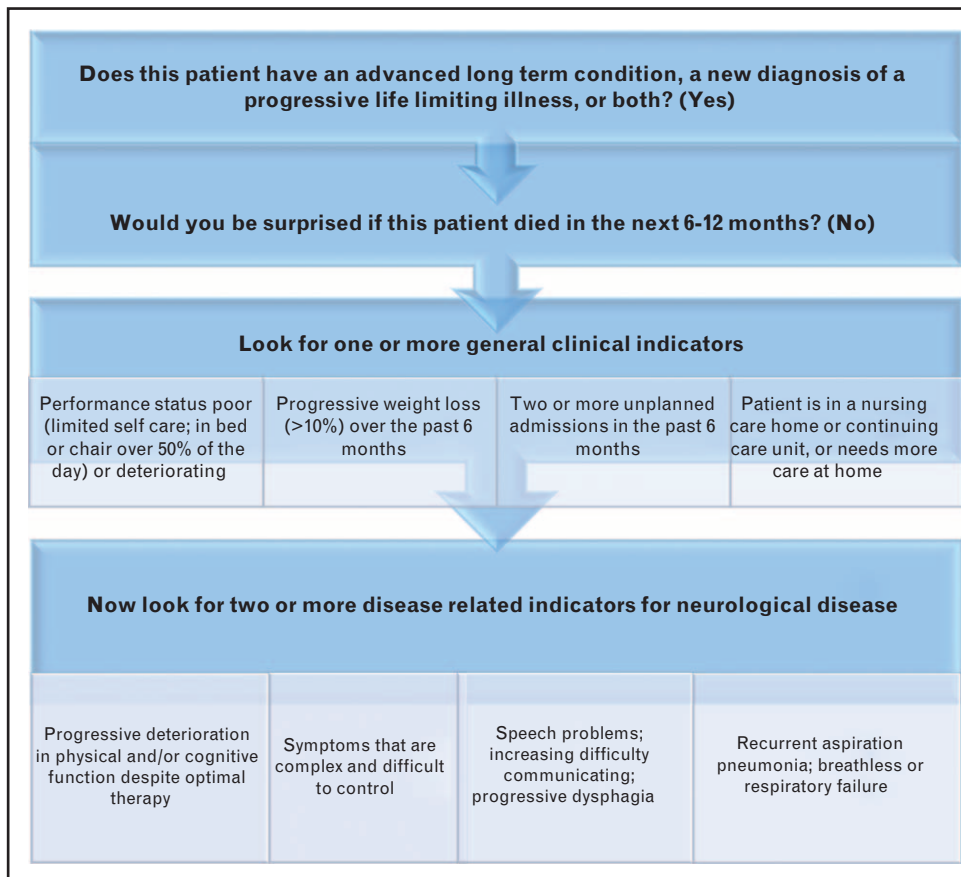 Does this patient have an advanced long term condition, a new diagnosis of a
progressive life limiting illness, or both? (Yes)
Would you be surprised if this patient died in the next 6-12 months? (No)
Look for one or more general clinical indicators
Performance status poor
(limited self care; in bed
or chair over 50% of the
day) or deteriorating
Progressive weight loss
(>10%) over the past 6
months
Two or more unplanned
admissions in the past 6
months
Patient is in a nursing
care home or continuing
care unit, or needs more
care at home
Now look for two or more disease related indicators for neurological disease
Progressive deterioration
in physical and/or cognitive
function despite optimal
therapy
Symptoms that are
complex and difficult
to control
Speech problems;
increasing difficulty
communicating;
progressive dysphagia
Recurrent aspiration
pneumonia; breathless or
respiratory failure